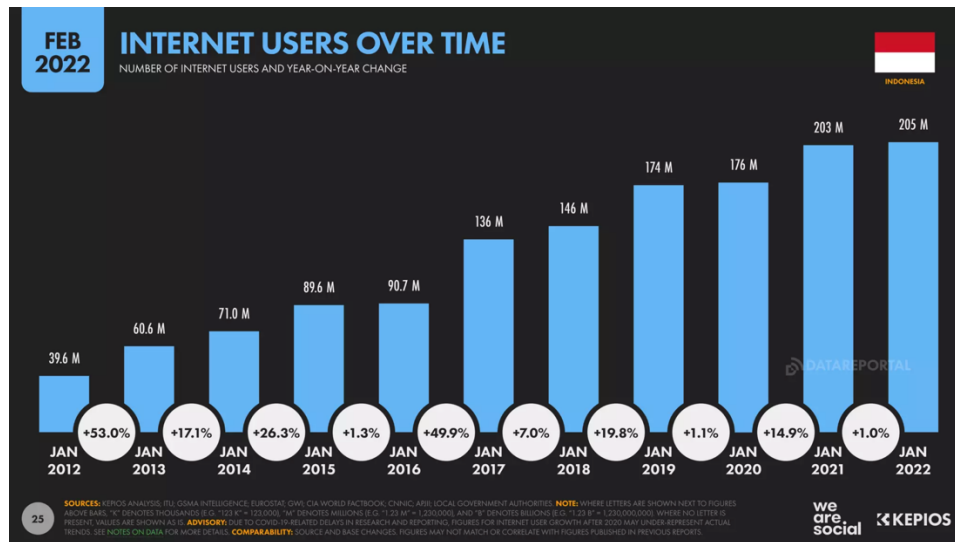 FEB
2022
INTERNET USERS OVER TIME
NUMBER OF INTERNET USERS AND YEAR-ON-YEAR CHANGE
INDONESIA
39.6 M
60.6 M
71.0 M
89.6 M
90.7 M
136 M
146 M
174 M
176 M
203 M
205 M
DATAREPORTAL
+53.0%
+17.1%
+26.3%
+1.3%
+49.9%
+7.0%
+19.8%
+1.1%
+14.9%
+1.0%
JAN
2012
JAN
2013
JAN
2014
JAN
2015
JAN
2016
JAN
2017
JAN
2018
JAN
2019
JAN
2020
JAN
2021
JAN
2022
25
SOURCES: KEPIOS ANALYSIS; ITU; GSMA INTELLIGENCE; EUROSTAT; GWI; CIA WORLD FACTBOOK; CNNIC; APJII; LOCAL GOVERNMENT AUTHORITIES. NOTE: WHERE LETTERS ARE SHOWN NEXT TO FIGURES
ABOVE BARS, "K" DENOTES THOUSANDS (E.G. "123 K" = 123,000), "M" DENOTES MILLIONS (E.G. "1.23 M" = 1,230,000), AND "B" DENOTES BILLIONS (E.G. "1.23 B" = 1,230,000,000). WHERE NO LETTER IS
PRESENT, VALUES ARE SHOWN AS IS. ADVISORY: DUE TO COVID-19-RELATED DELAYS IN RESEARCH AND REPORTING, FIGURES FOR INTERNET USER GROWTH AFTER 2020 MAY UNDER-REPRESENT ACTUAL
TRENDS. SEE NOTES ON DATA FOR MORE DETAILS. COMPARABILITY: SOURCE AND BASE CHANGES. FIGURES MAY NOT MATCH OR CORRELATE WITH FIGURES PUBLISHED IN PREVIOUS REPORTS.
we
are
social
KEPIOS